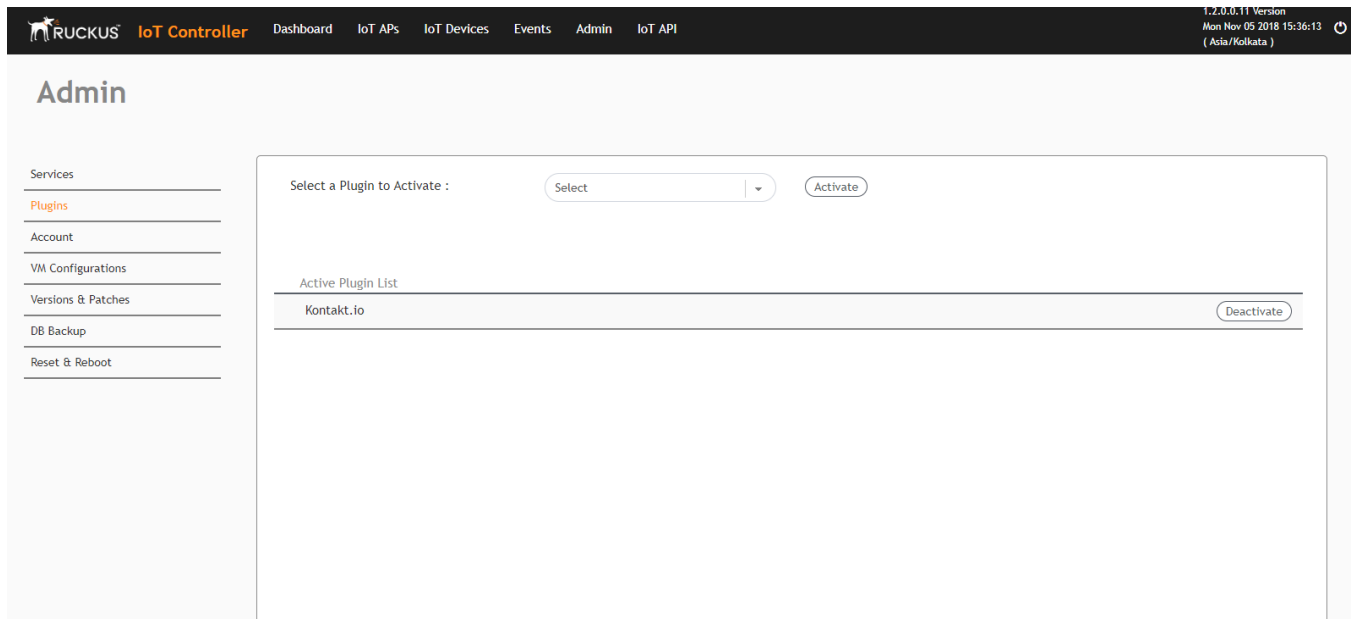 RUCKUS™ IoT Controller Dashboard IoT APs IoT Devices Events Admin IoT API
1.2.0.0.11 Version
Mon Nov 05 2018 15:36:13
( Asia/Kolkata )
Admin
Services
Plugins
Account
VM Configurations
Versions & Patches
DB Backup
Reset & Reboot
Select a Plugin to Activate : Select Activate
Active Plugin List
Kontakt.io Deactivate